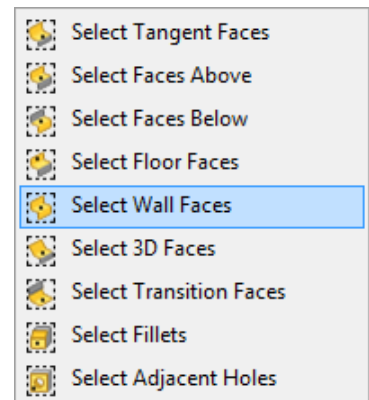 Select Tangent Faces
Select Faces Above
Select Faces Below
Select Floor Faces
Select Wall Faces
Select 3D Faces
Select Transition Faces
Select Fillets
Select Adjacent Holes